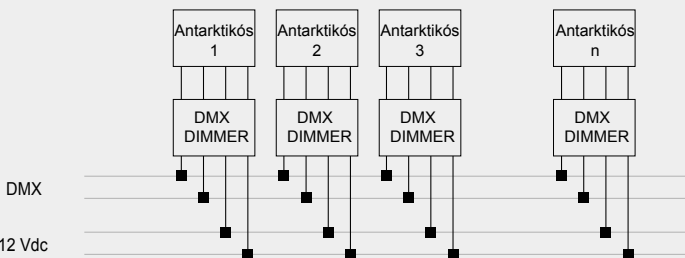 Antarktikós
1
Antarktikós
2
Antarktikós
3
Antarktikós
n
DMX
DIMMER
DMX
DIMMER
DMX
DIMMER
DMX
DIMMER
DMX
12 Vdc